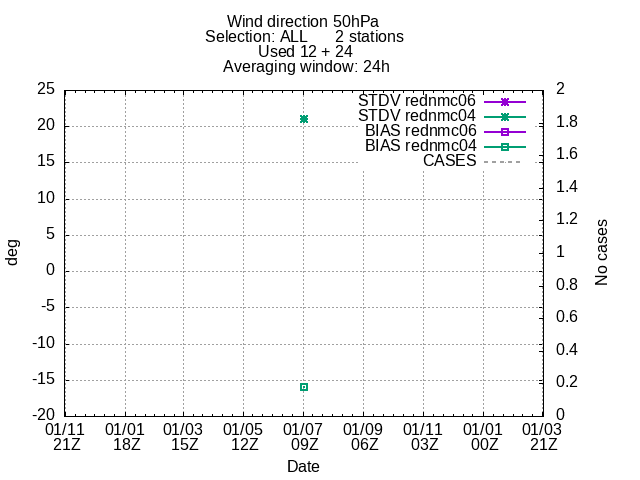 Wind direction 50hPa
Selection: ALL 2 stations
Used 12 + 24
Averaging window: 24h
STDV rednmc06
STDV rednmc04
BIAS rednmc06
BIAS rednmc04
CASES
deg
25
20
15
10
5
0
-5
-10
-15
-20
No cases
2
1.8
1.6
1.4
1.2
1
0.8
0.6
0.4
0.2
0
01/11 01/01 01/03 01/05 01/07 01/09 01/11 01/01 01/03
21Z 18Z 15Z 12Z 09Z 06Z 03Z 00Z 21Z
Date